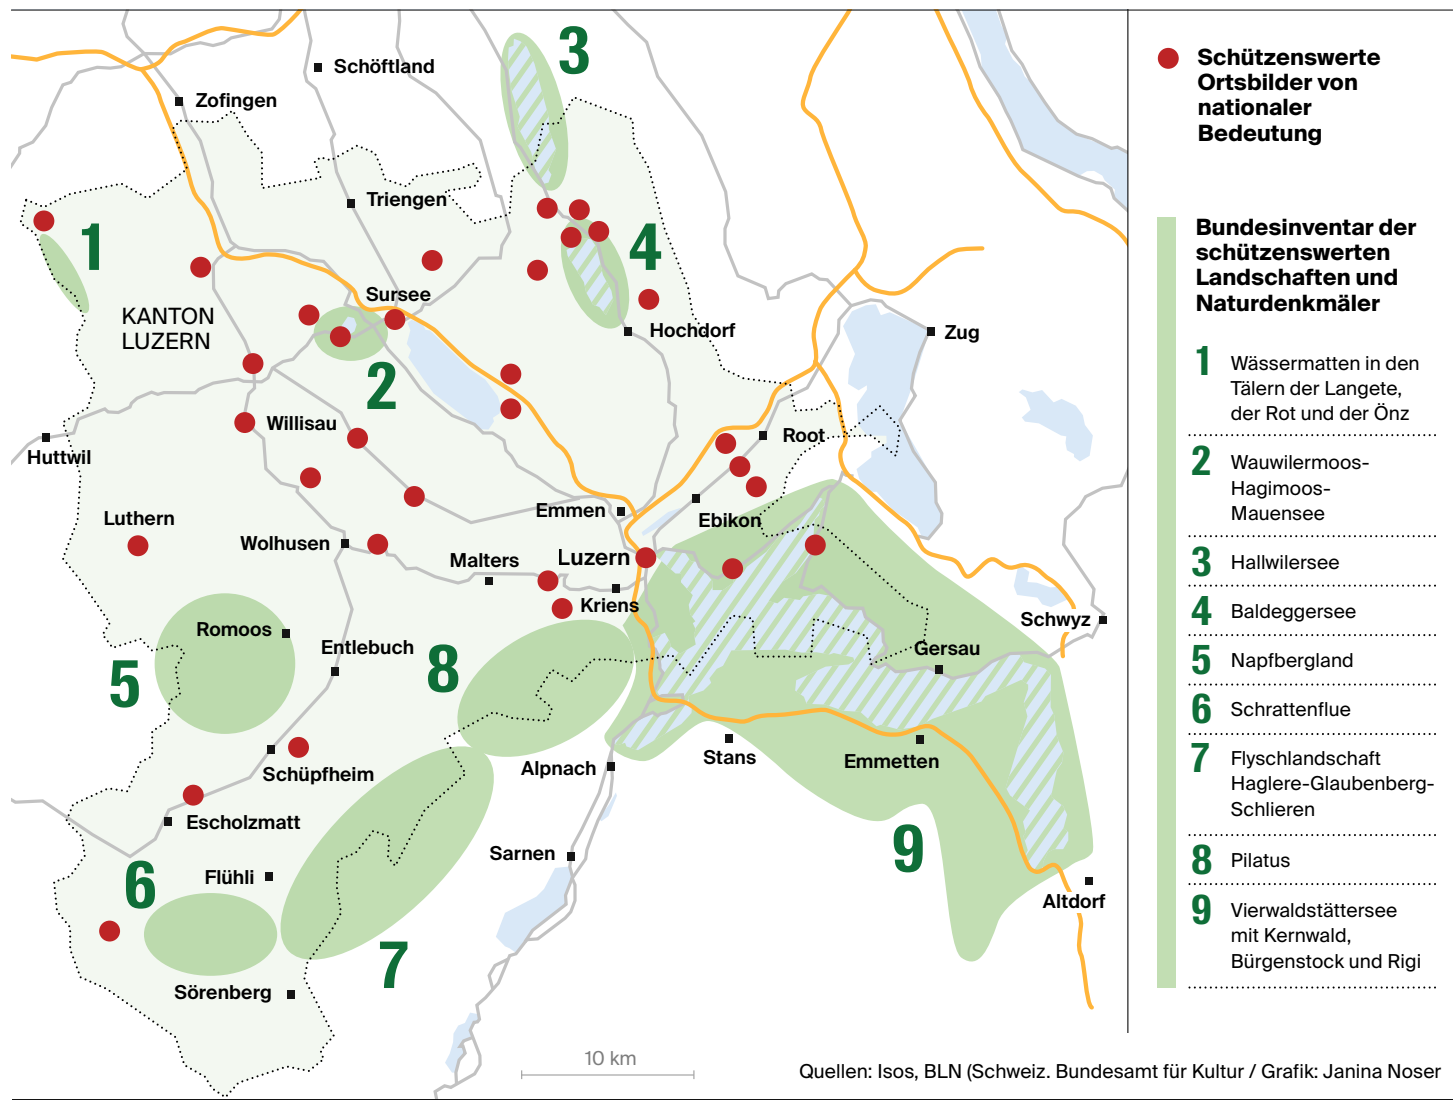 Schöftland
Zofingen
3
Triengen
1
4
Sursee
KANTON
LUZERN
Hochdorf
Zug
2
Willisau
Root
Huttwil
Luthern
Emmen
Ebikon
Wolhusen
Malters
Luzern
Kriens
Schwyz
Romoos
Entlebuch
8
Gersau
5
Schüpfheim
Alpnach
Stans
Emmetten
Escholzmatt
Sarnen
9
6
Flühli
Altdorf
7
Sörenberg
10 km
Schützenswerte
Ortsbilder von
nationaler
Bedeutung
Bundesinventar der
schützenswerten
Landschaften und
Naturdenkmäler
1 Wässermatten in den
Tälern der Langete,
der Rot und der Önz
2 Wauwilermoos-
Hagimoos-
Mauensee
3 Hallwilersee
4 Baldeggersee
5 Napfbergland
6 Schrattenflue
7 Flyschlandschaft
Haglere-Glaubenberg-
Schlieren
8 Pilatus
9 Vierwaldstättersee
mit Kernwald,
Bürgenstock und Rigi
Quellen: Isos, BLN (Schweiz. Bundesamt für Kultur / Grafik: Janina Noser